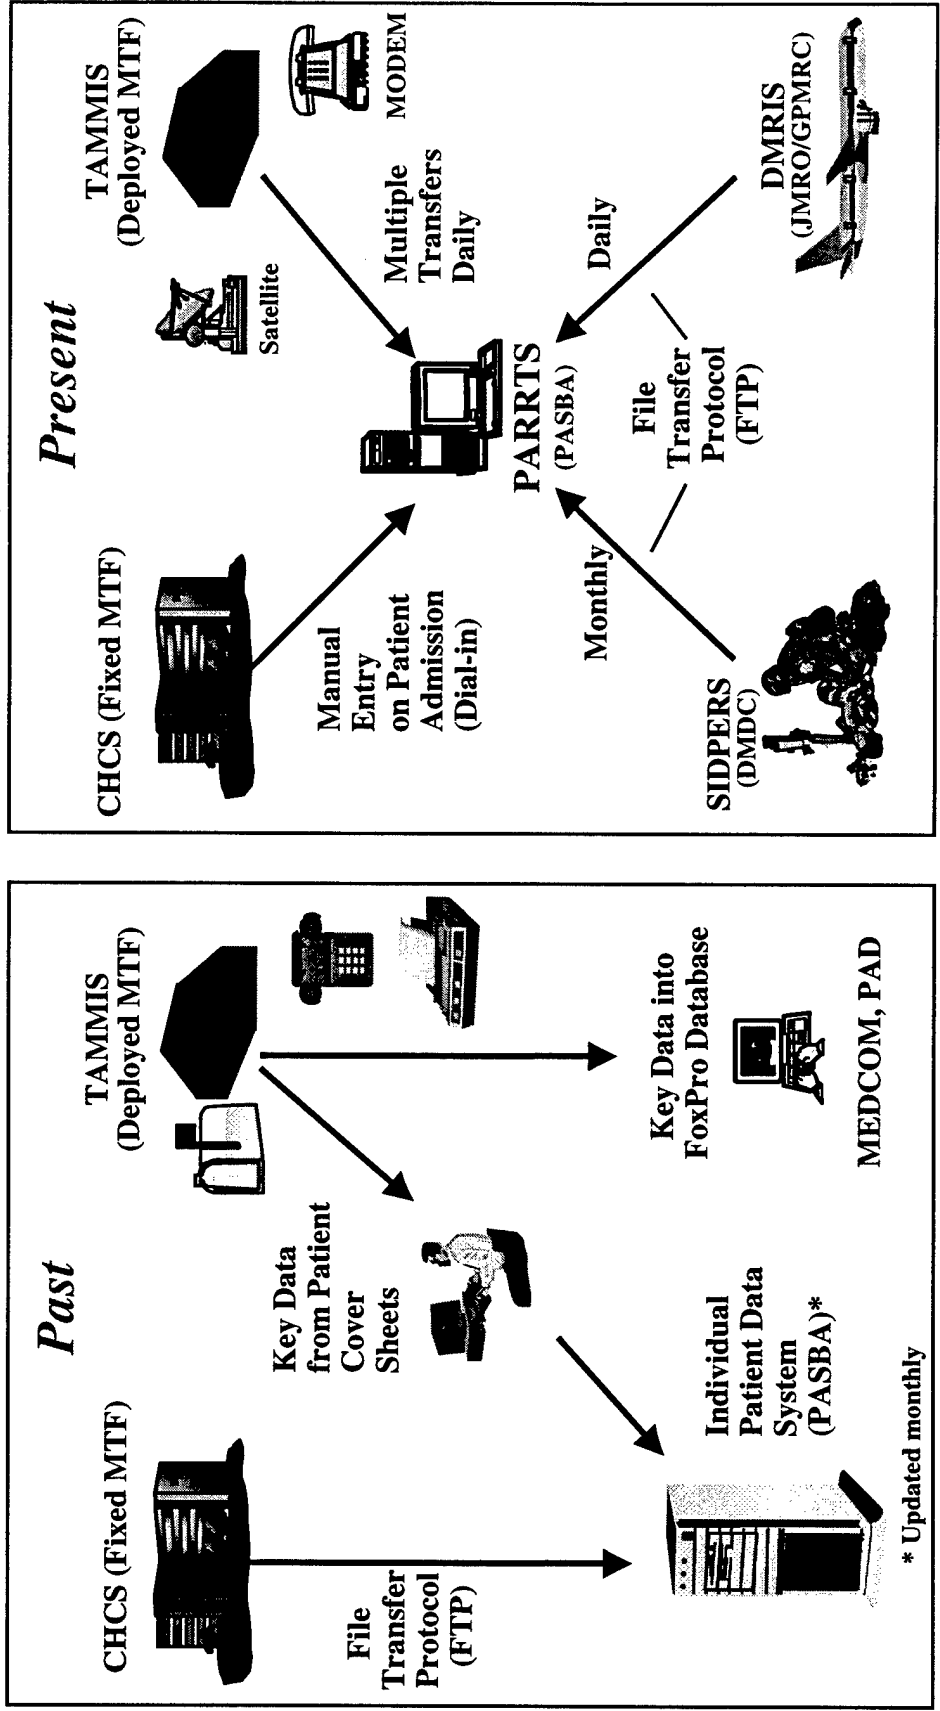 Past
CHCS (Fixed MTF)
TAMMIS
(Deployed MTF)
File
Transfer
Protocol
(FTP)
Key Data
from Patient
Cover
Sheets
Individual
Patient Data
System
(PASBA)*
Key Data into
FoxPro Database
MEDCOM, PAD
* Updated monthly
Present
CHCS (Fixed MTF)
TAMMIS
(Deployed MTF)
Satellite
MODEM
Manual
Entry
on Patient
Admission
(Dial-in)
Multiple
Transfers
Daily
PARRTS
(PASBA)
Monthly
Daily
File
Transfer
Protocol
(FTP)
SIDPERS
(DMDC)
DMRIS
(JMRO/GPMRC)